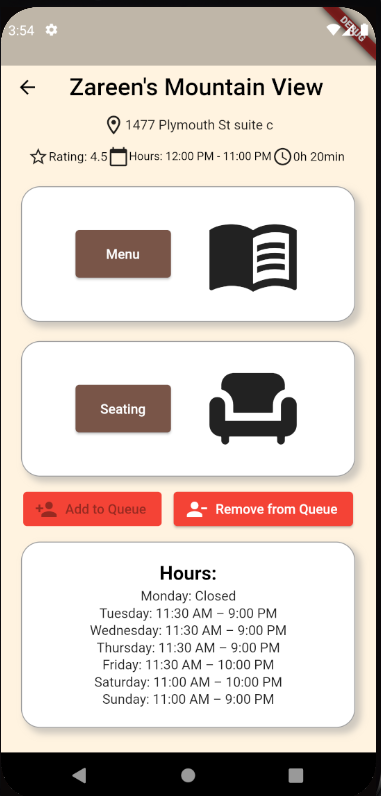 3:54
DEBUG
Zareen's Mountain View
1477 Plymouth St suite c
Rating: 4.5 Hours: 12:00 PM - 11:00 PM 0h 20min
Menu
Seating
Add to Queue Remove from Queue
Hours:
Monday: Closed
Tuesday: 11:30 AM – 9:00 PM
Wednesday: 11:30 AM – 9:00 PM
Thursday: 11:30 AM – 9:00 PM
Friday: 11:30 AM – 10:00 PM
Saturday: 11:00 AM – 10:00 PM
Sunday: 11:00 AM – 9:00 PM